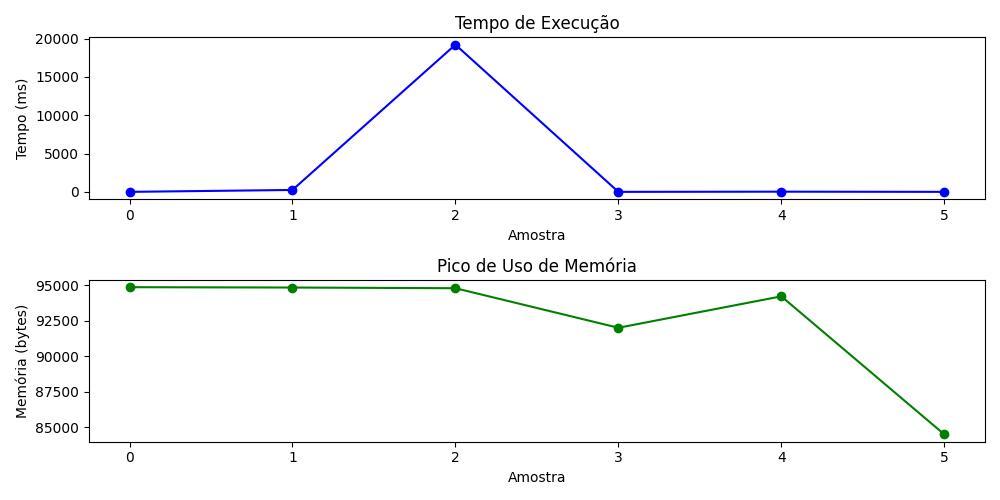 Tempo de Execução
20000
15000
10000
5000
0
Tempo (ms)
0 1 2 3 4 5
Amostra
Pico de Uso de Memória
95000
92500
90000
87500
85000
Memória (bytes)
0 1 2 3 4 5
Amostra